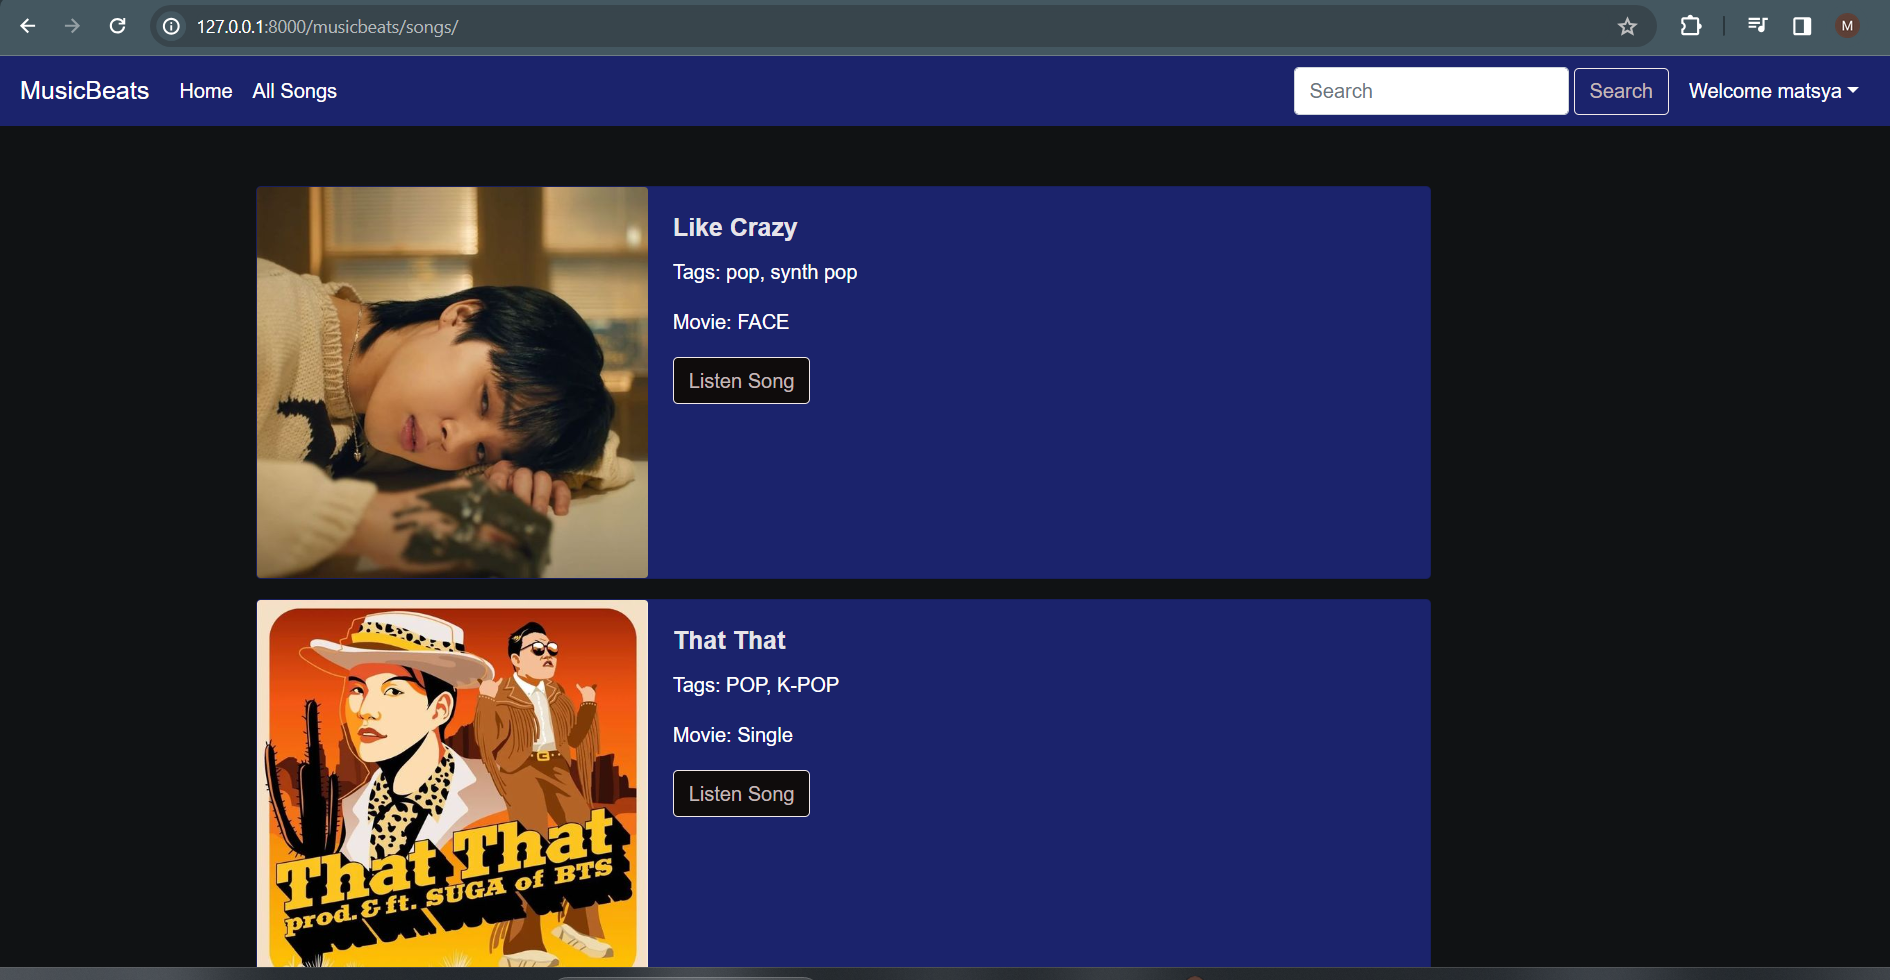 127.0.0.1:8000/musicbeats/songs/
M
MusicBeats Home All Songs Search Search Welcome matsya
Like Crazy
Tags: pop, synth pop
Movie: FACE
Listen Song
That That
Tags: POP, K-POP
Movie: Single
Listen Song
That That
prod. & ft. SUGA of BTS